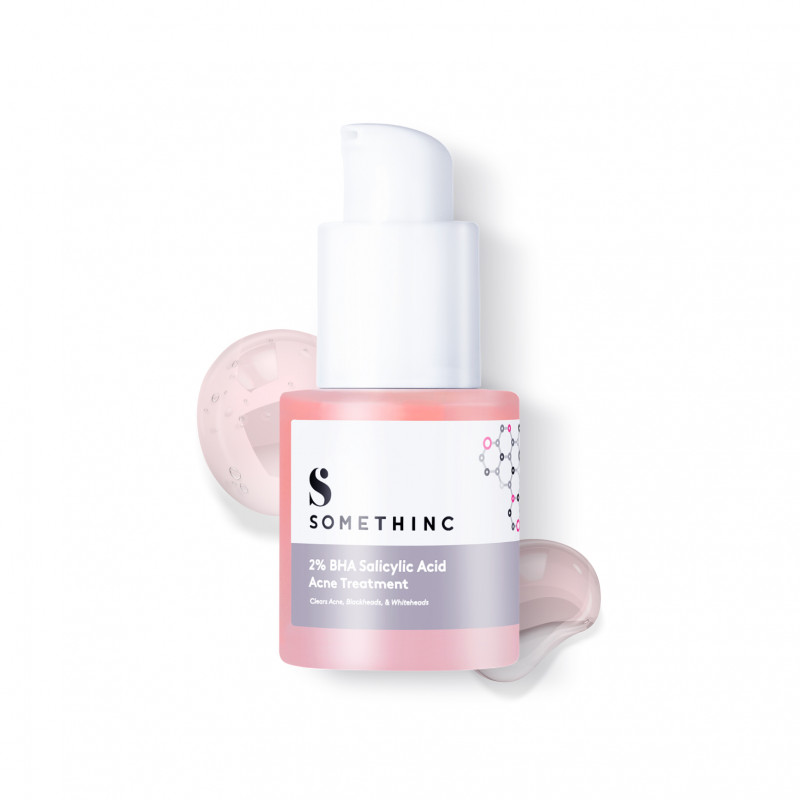 S
SOMETHINC
2% BHA Salicylic Acid
Acne Treatment
Clears Acne, Blackheads, & Whiteheads